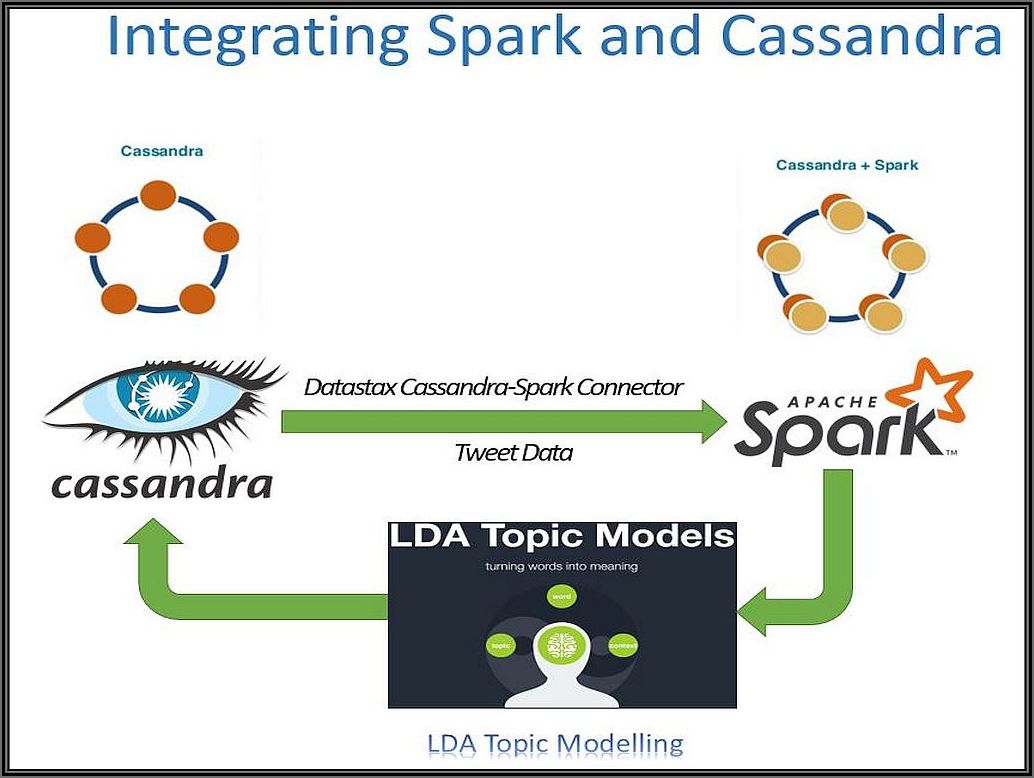 Integrating Spark and Cassandra
Cassandra
Cassandra + Spark
Datastax Cassandra-Spark Connector
Tweet Data
cassandra
APACHE
Spark™
LDA Topic Models
turning words into meaning
word
topic
context
LDA Topic Modelling